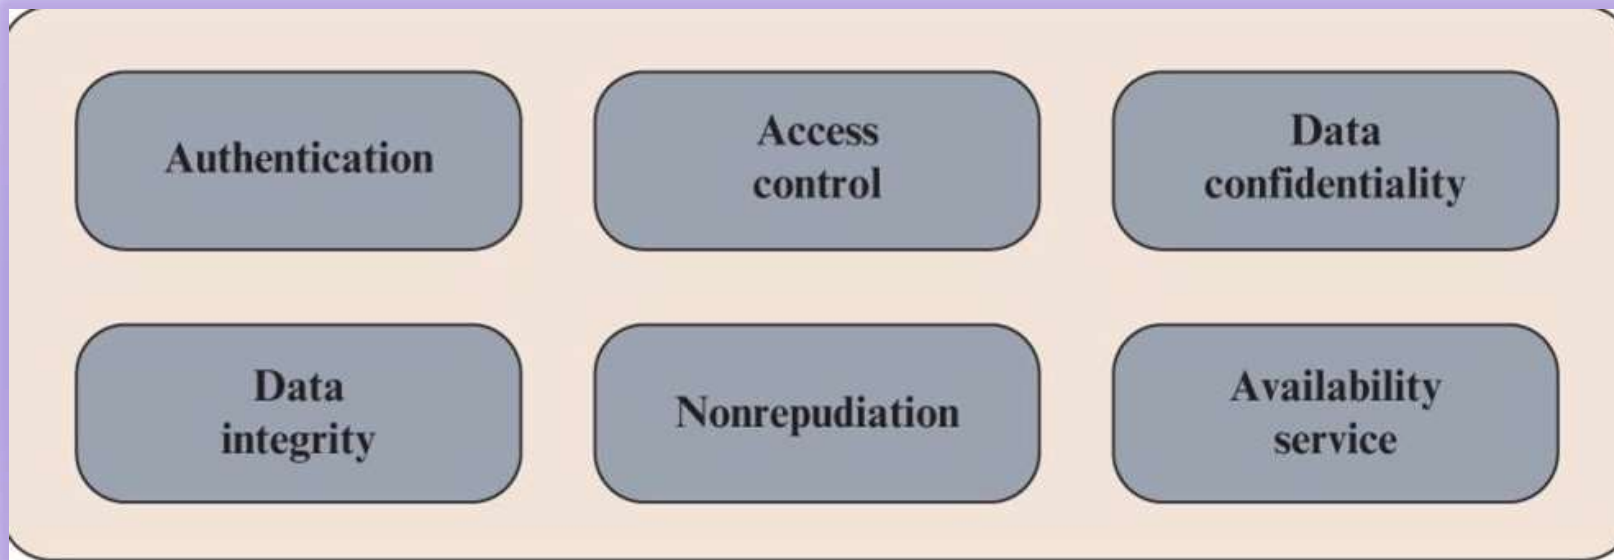 Authentication
Access
control
Data
confidentiality
Data
integrity
Nonrepudiation
Availability
service